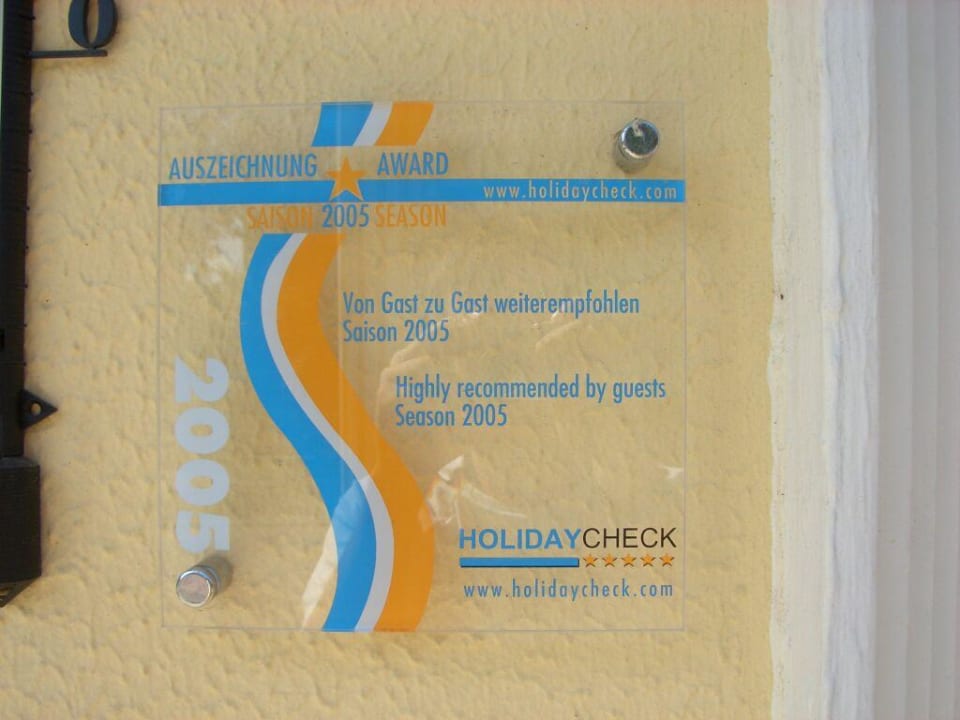 AUSZEICHNUNG AWARD
www.holidaycheck.com
SAISON 2005 SEASON
Von Gast zu Gast weiterempfohlen
Saison 2005
Highly recommended by guests
Season 2005
2005
HOLIDAYCHECK
www.holidaycheck.com